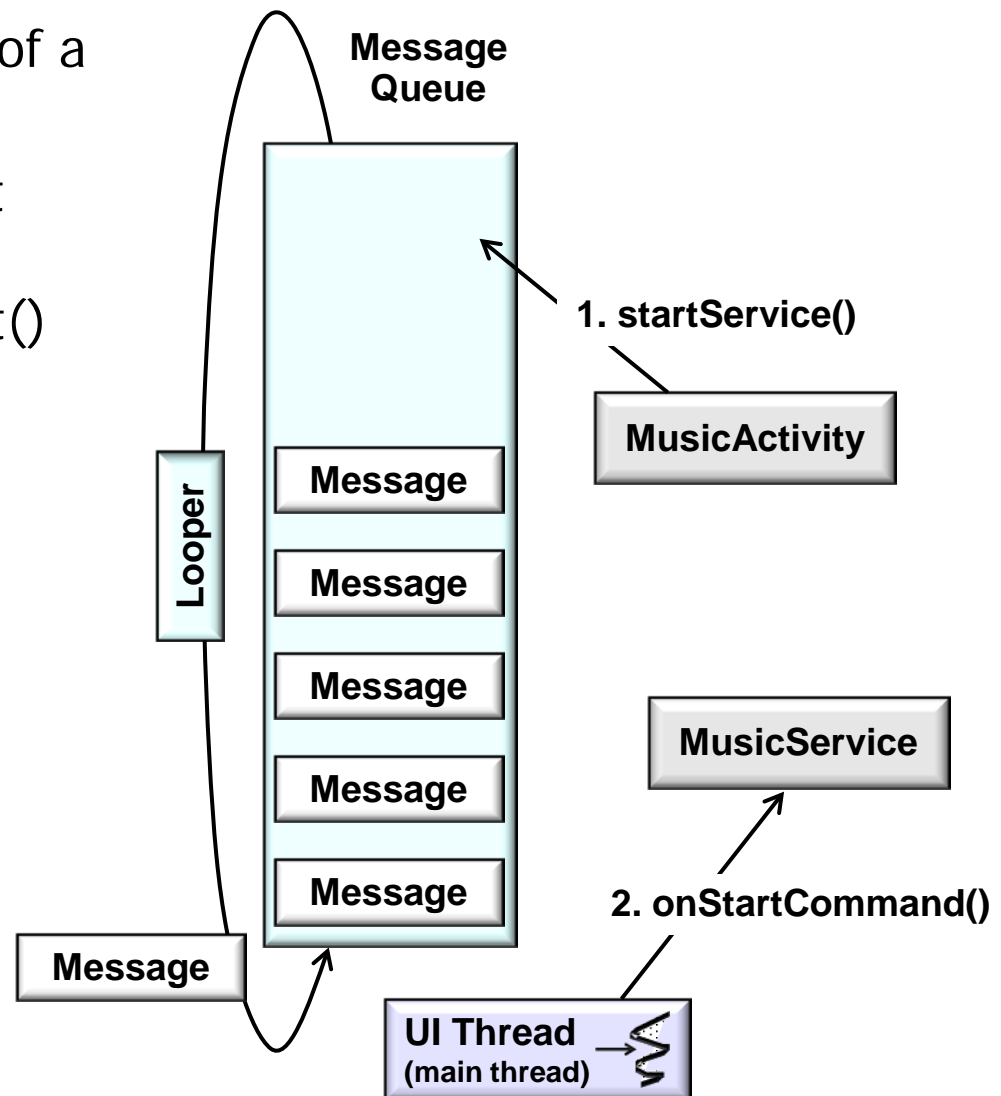 of a
t()
Message
Queue
1. startService()
MusicActivity
Message
Message
Looper
Message
MusicService
Message
Message
2. onStartCommand()
Message
UI Thread
(main thread)